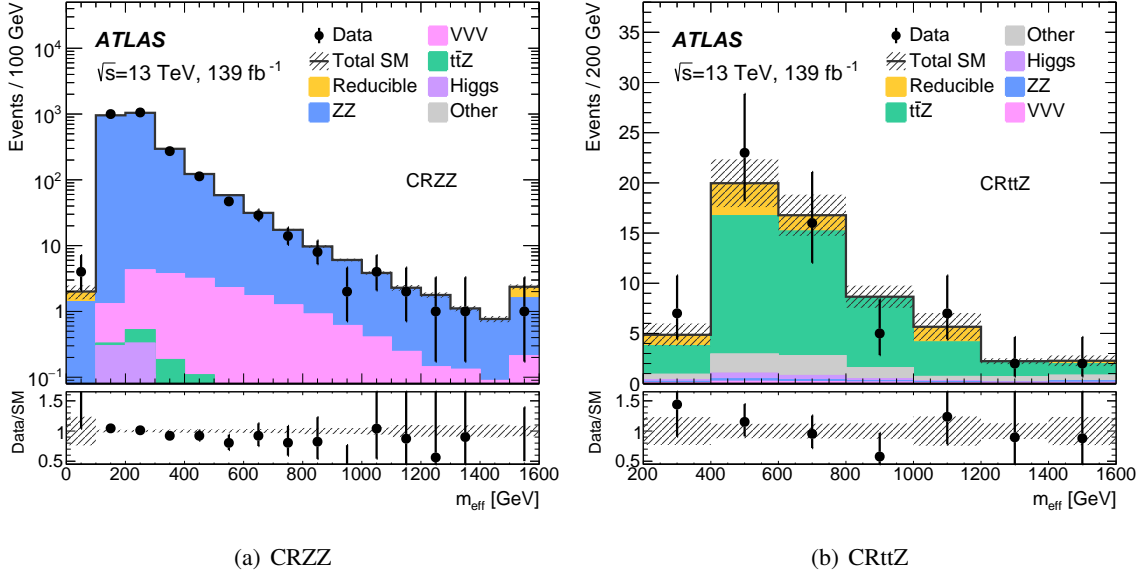 Events / 100 GeV
10⁴
10³
10²
10
1
10⁻¹
ATLAS
√s=13 TeV, 139 fb⁻¹
Data
Total SM
Reducible
ZZ
VVV
tt̄Z
Higgs
Other
CRZZ
Data/SM
1.5
1
0.5
0 200 400 600 800 1000 1200 1400 1600
m_eff [GeV]
(a) CRZZ
Events / 200 GeV
35
30
25
20
15
10
5
0
ATLAS
√s=13 TeV, 139 fb⁻¹
Data
Total SM
Reducible
tt̄Z
Other
Higgs
ZZ
VVV
CRttZ
Data/SM
1.5
1
0.5
200 400 600 800 1000 1200 1400 1600
m_eff [GeV]
(b) CRttZ